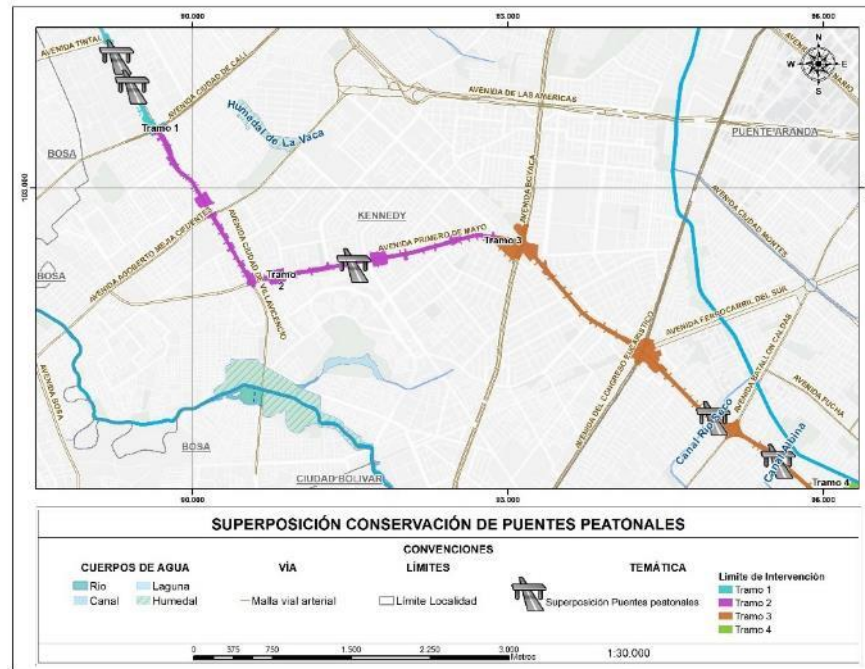 90.000 93.000 96.000
AVENIDA TINTAL
AVENIDA CIUDAD DE CALI
N
W E
S
AVENIDA DE LAS AMERICAS
Humedal de La Vaca
Tramo 1
BOSA
PUENTE ARANDA
103.000
KENNEDY
AVENIDA BOYACA
AVENIDA PRIMERO DE MAYO
Tramo 3
AVENIDA CIUDAD MONTES
AVENIDA ADOBERTO MEJIA CIFUENTES
AVENIDA CIUDAD DE VILLAVICENCIO
BOSA
Tramo
2
AVENIDA FERROCARRIL DEL SUR
AVENIDA DEL CONGRESO EUCARISTICO
AVENIDA BATALLON CALDAS
AVENIDA FUCHA
AVENIDA BOSA
Canal Rio Seco
BOSA
Canal Albina
CIUDAD BOLIVAR
Tramo 4
90.000 93.000 96.000
SUPERPOSICIÓN CONSERVACIÓN DE PUENTES PEATONALES
CONVENCIONES
CUERPOS DE AGUA VÍA LÍMITES TEMÁTICA
Río Laguna
Canal Humedal
Malla vial arterial
Límite Localidad
Superposición Puentes peatonales
Limite de Intervención
Tramo 1
Tramo 2
Tramo 3
Tramo 4
0 375 750 1.500 2.250 3.000
Metros
1:30.000